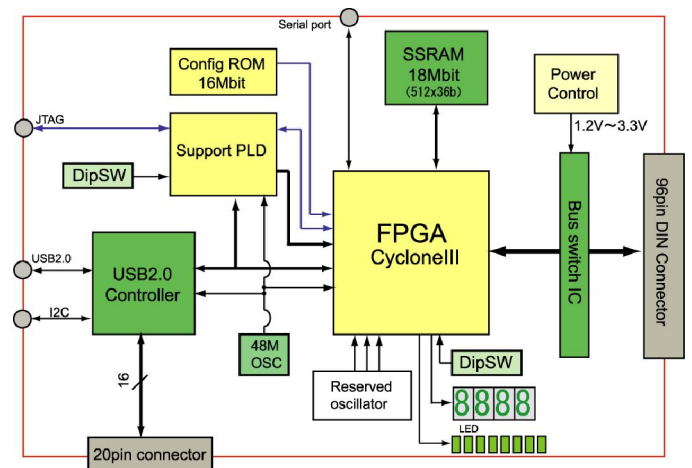 Serial port
Config ROM
16Mbit
SSRAM
18Mbit
(512x36b)
Power
Control
1.2V～3.3V
JTAG
Support PLD
DipSW
FPGA
CycloneIII
Bus switch IC
96pin DIN Connector
USB2.0
USB2.0
Controller
I2C
48M
OSC
16
Reserved
oscillator
DipSW
8888
LED
20pin connector